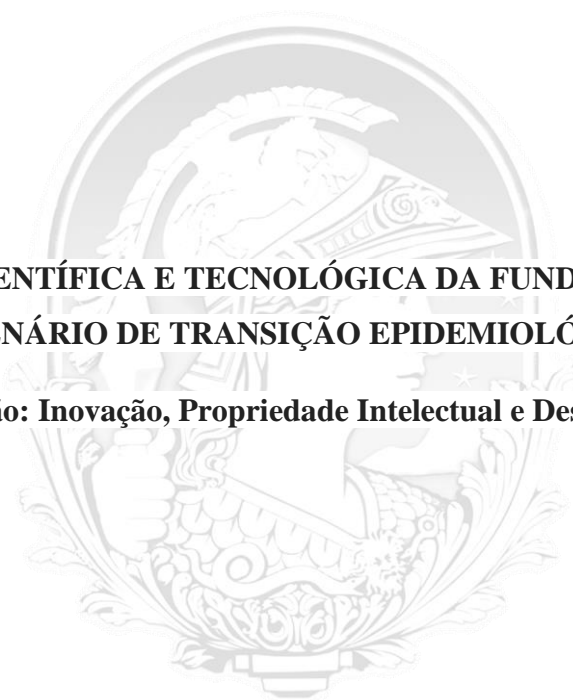 ENTÍFICA E TECNOLÓGICA DA FUND
NÁRIO DE TRANSIÇÃO EPIDEMIOLÓ
o: Inovação, Propriedade Intelectual e Des